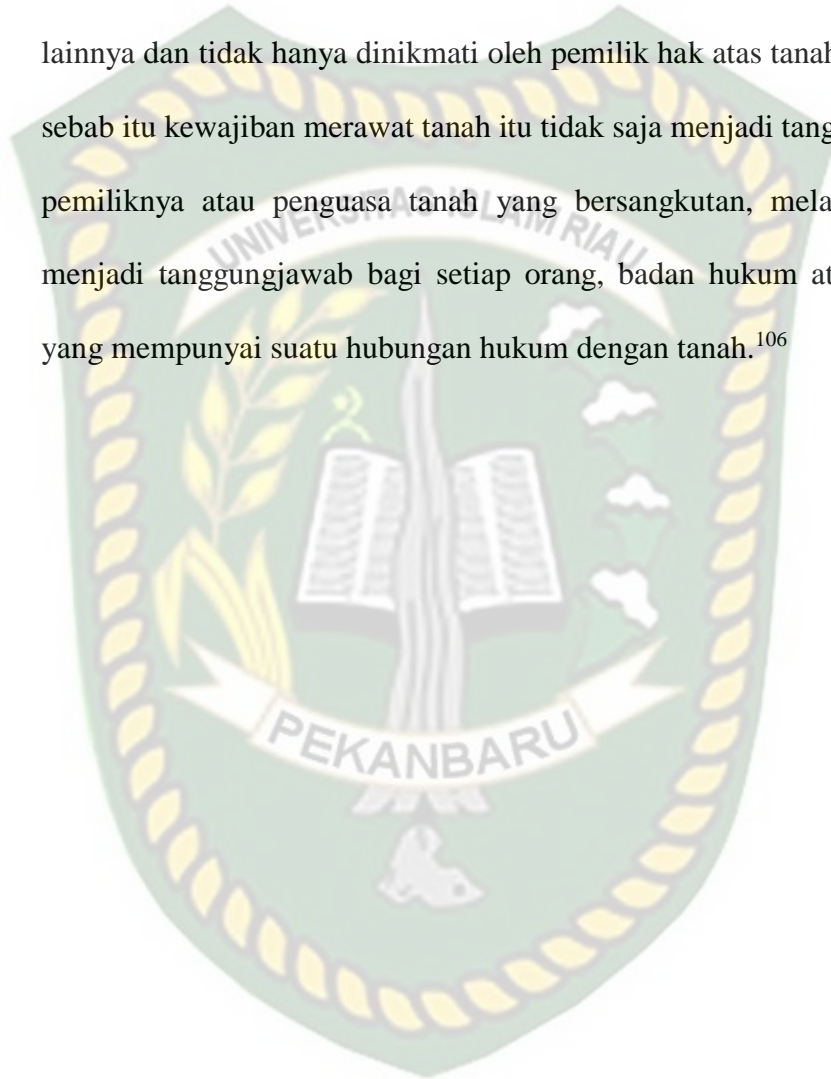 lainnya dan tidak hanya dinikmati oleh pemilik hak atas tanah
sebab itu kewajiban merawat tanah itu tidak saja menjadi tang
pemiliknya atau penguasa tanah yang bersangkutan, mela
menjadi tanggungjawab bagi setiap orang, badan hukum at
yang mempunyai suatu hubungan hukum dengan tanah.106
UNIVERSITAS ISLAM RIAU
PEKANBARU